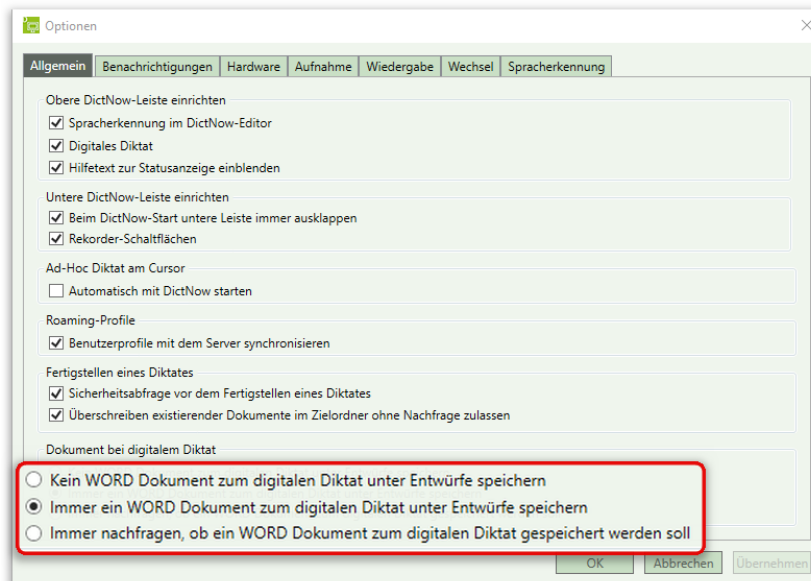 Optionen
Allgemein Benachrichtigungen Hardware Aufnahme Wiedergabe Wechsel Spracherkennung
Obere DictNow-Leiste einrichten
Spracherkennung im DictNow-Editor
Digitales Diktat
Hilfetext zur Statusanzeige einblenden
Untere DictNow-Leiste einrichten
Beim DictNow-Start untere Leiste immer ausklappen
Rekorder-Schaltflächen
Ad-Hoc Diktat am Cursor
Automatisch mit DictNow starten
Roaming-Profile
Benutzerprofile mit dem Server synchronisieren
Fertigstellen eines Diktates
Sicherheitsabfrage vor dem Fertigstellen eines Diktates
Überschreiben existierender Dokumente im Zielordner ohne Nachfrage zulassen
Dokument bei digitalem Diktat
Kein WORD Dokument zum digitalen Diktat unter Entwürfe speichern
Immer ein WORD Dokument zum digitalen Diktat unter Entwürfe speichern
Immer nachfragen, ob ein WORD Dokument zum digitalen Diktat gespeichert werden soll
OK Abbrechen Übernehmen